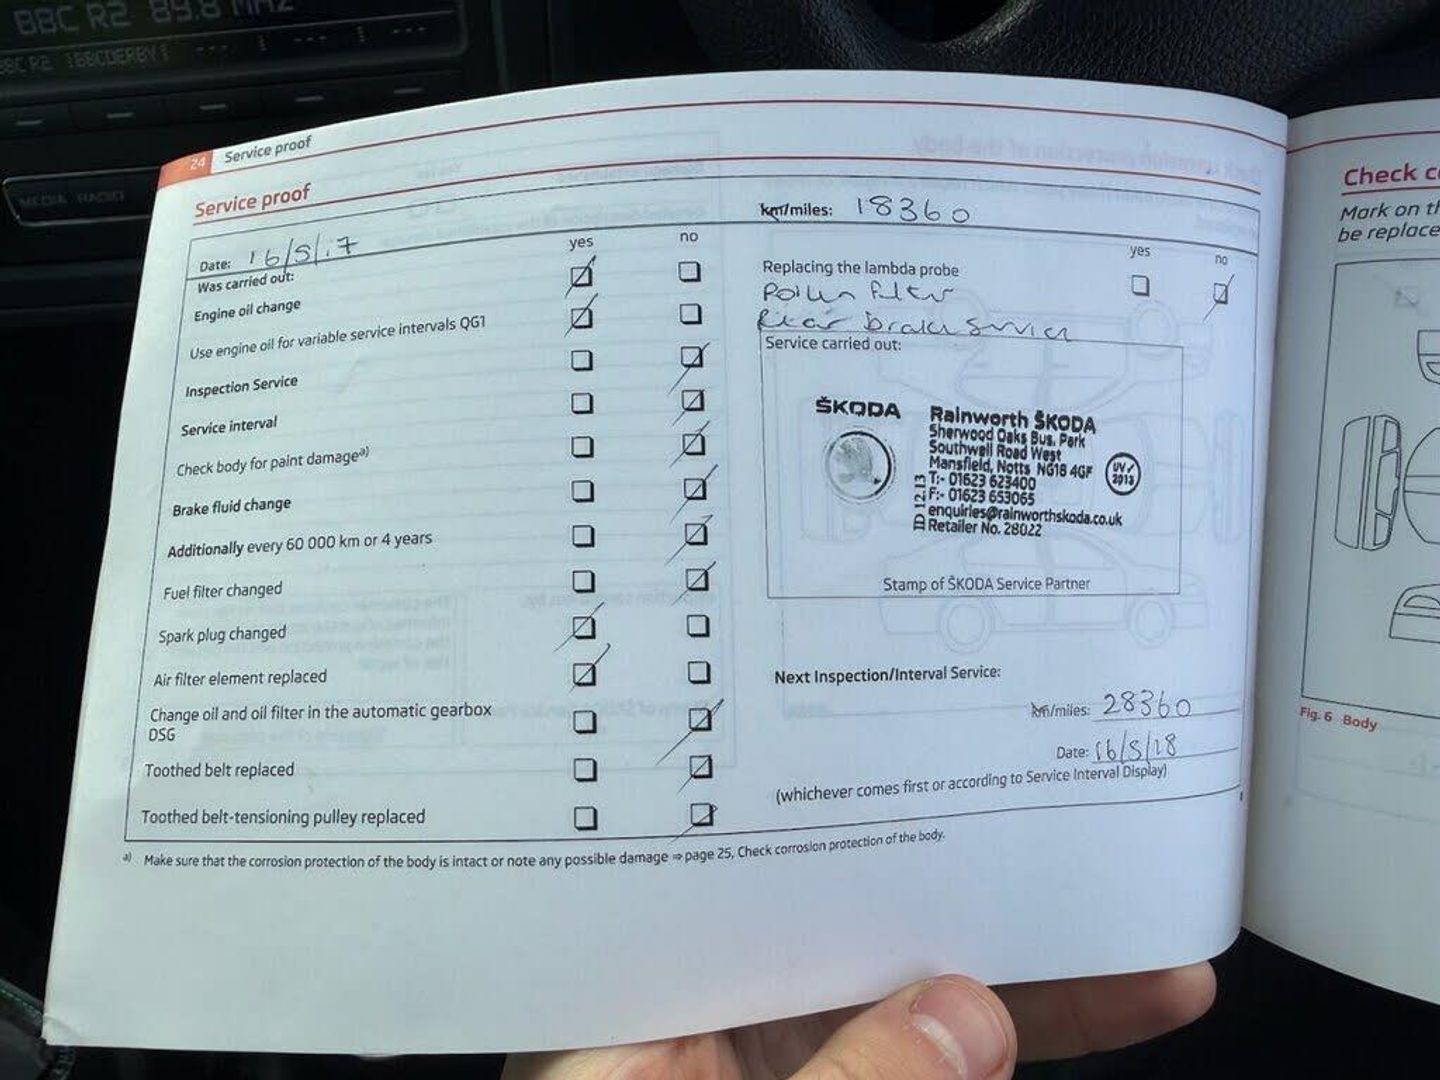 BBC R2 89.8 MHz
BBC R2 BBCDERBY
MEDIA RADIO
24 Service proof
Service proof
Date: 16/5/17
km/miles: 18360
Was carried out: yes no
Engine oil change
Use engine oil for variable service intervals QG1
Inspection Service
Service interval
Check body for paint damage a)
Brake fluid change
Additionally every 60 000 km or 4 years
Fuel filter changed
Spark plug changed
Air filter element replaced
Change oil and oil filter in the automatic gearbox
DSG
Toothed belt replaced
Toothed belt-tensioning pulley replaced
yes no
Replacing the lambda probe
Pollen filter
Rear brake service
Service carried out:
ŠKODA
Rainworth ŠKODA
Sherwood Oaks Bus. Park
Southwell Road West
Mansfield, Notts NG18 4GF
T:- 01623 623400
F:- 01623 653065
enquiries@rainworthskoda.co.uk
Retailer No. 28022
ID 12.13
UV ✓
2013
Stamp of ŠKODA Service Partner
Next Inspection/Interval Service:
km/miles: 28360
Date: 16/5/18
(whichever comes first or according to Service Interval Display)
a) Make sure that the corrosion protection of the body is intact or note any possible damage ⇒ page 25, Check corrosion protection of the body.
Check
Mark on
be replace
Fig. 6 Body